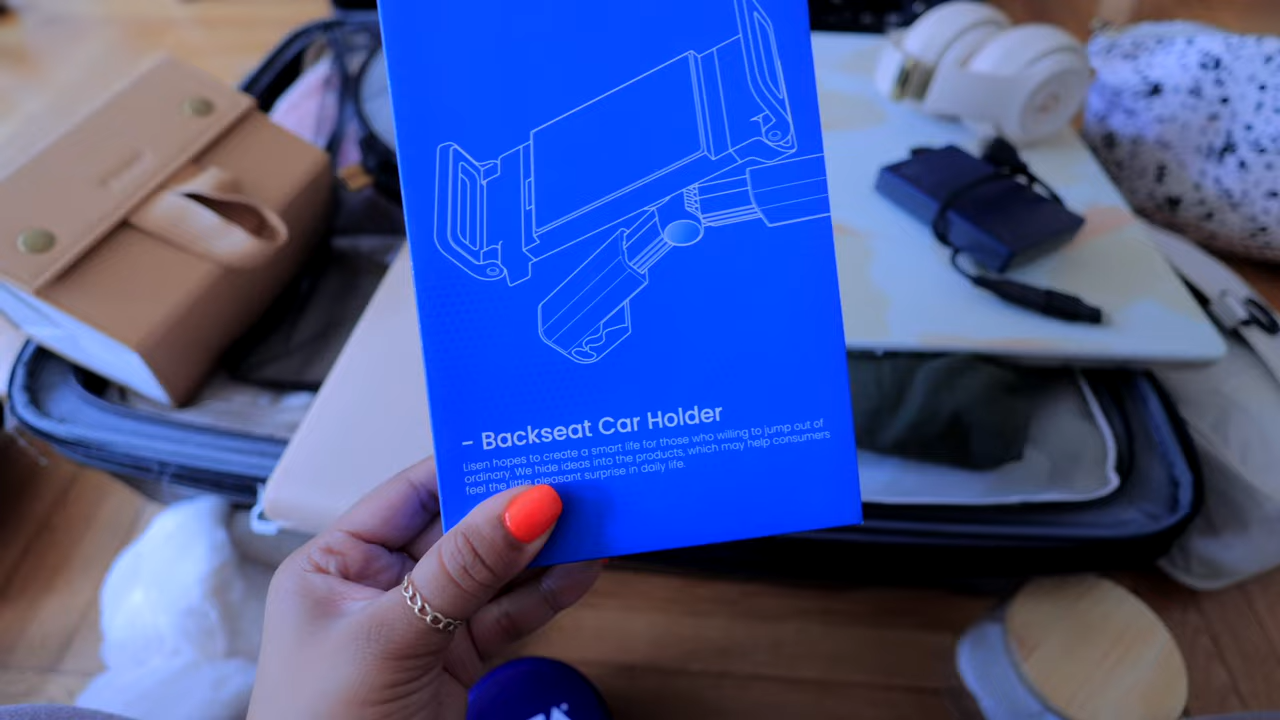 - Backseat Car Holder
Lisen hopes to create a smart life for those who willing to jump out of
ordinary. We hide ideas into the products, which may help consumers
feel the little pleasant surprise in daily life.